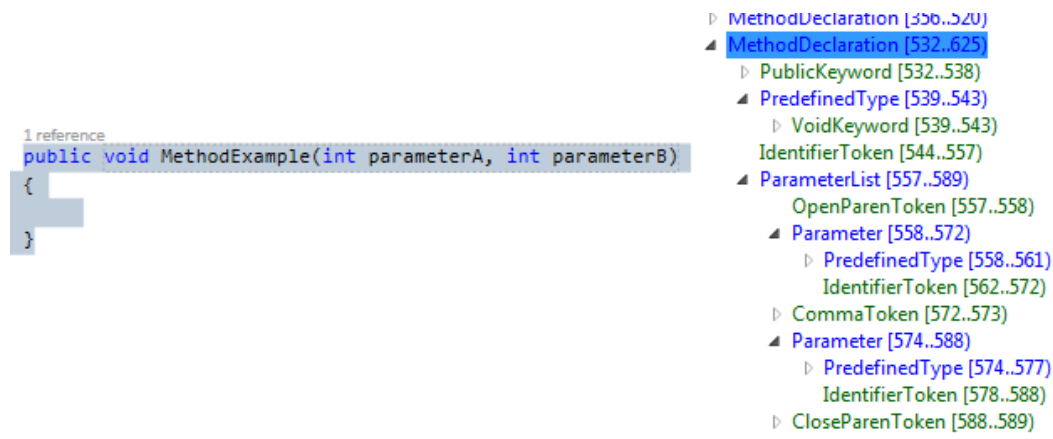 1 reference
public void MethodExample(int parameterA, int parameterB)
{
}
MethodDeclaration [356..520)
MethodDeclaration [532..625)
PublicKeyword [532..538)
PredefinedType [539..543)
VoidKeyword [539..543)
IdentifierToken [544..557)
ParameterList [557..589)
OpenParenToken [557..558)
Parameter [558..572)
PredefinedType [558..561)
IdentifierToken [562..572)
CommaToken [572..573)
Parameter [574..588)
PredefinedType [574..577)
IdentifierToken [578..588)
CloseParenToken [588..589)